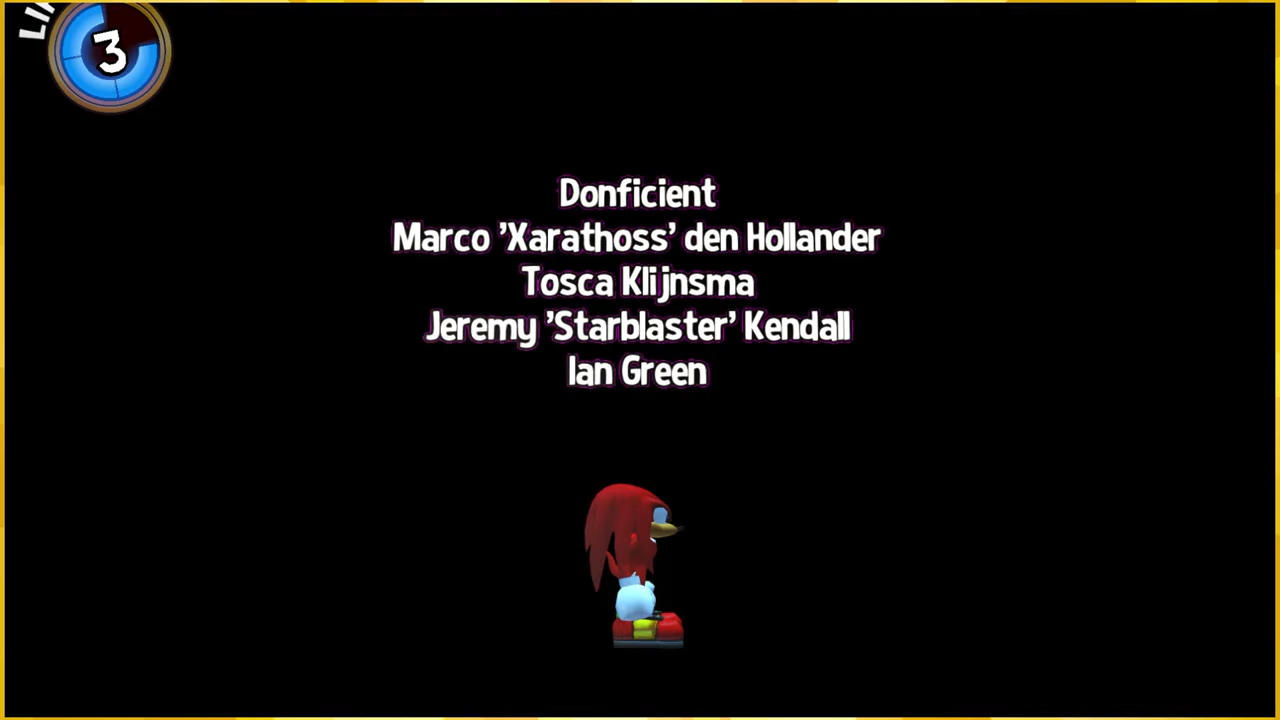 3
Donficient
Marco 'Xarathoss' den Hollander
Tosca Klijnsma
Jeremy 'Starblaster' Kendall
Ian Green